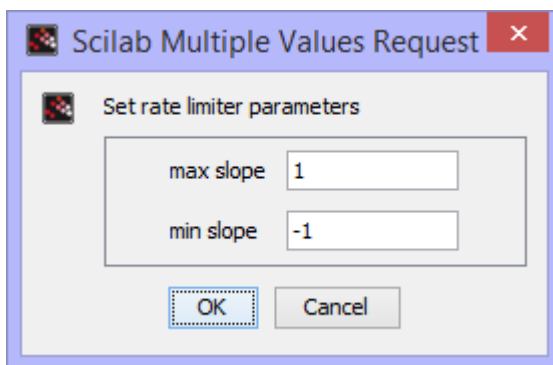 Scilab Multiple Values Request
Set rate limiter parameters
max slope 1
min slope -1
OK Cancel